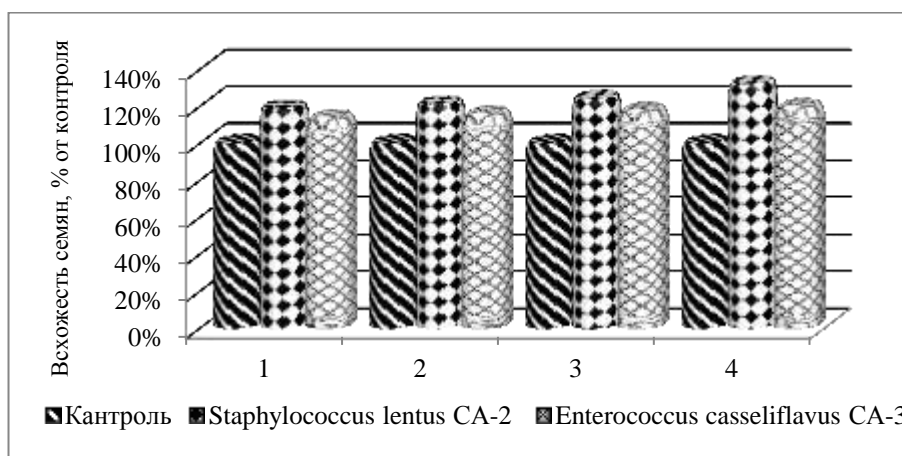 Всхожесть семян, % от контроля
140%
120%
100%
80%
60%
40%
20%
0%
1 2 3 4
Кантроль Staphylococcus lentus CA-2 Enterococcus casseliflavus CA-3